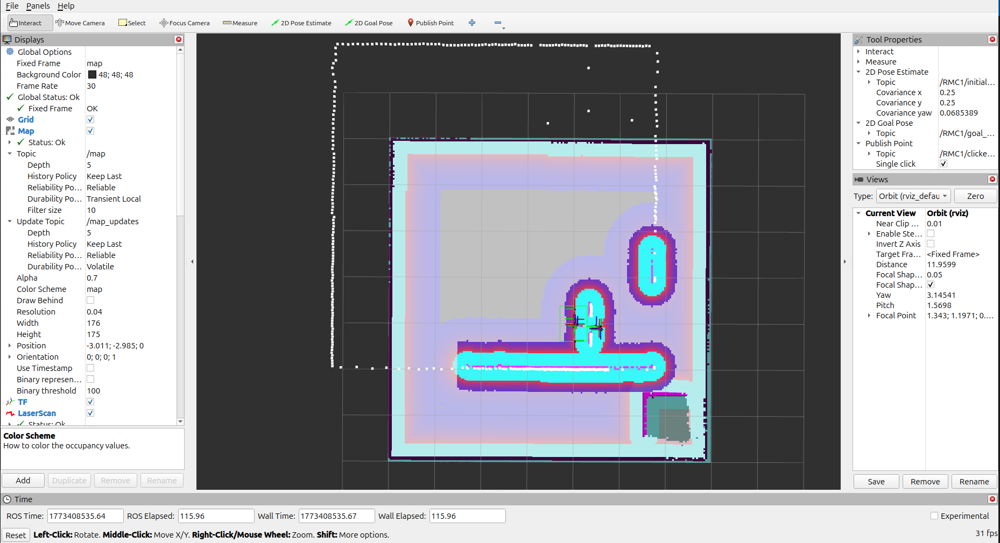 File Panels Help
Interact Move Camera Select Focus Camera Measure 2D Pose Estimate 2D Goal Pose Publish Point
Displays
Global Options
Fixed Frame map
Background Color 48; 48; 48
Frame Rate 30
Global Status: Ok
Fixed Frame OK
Grid
Map
Status: Ok
Topic /map
Depth 5
History Policy Keep Last
Reliability Po... Reliable
Durability Po... Transient Local
Filter size 10
Update Topic /map_updates
Depth 5
History Policy Keep Last
Reliability Po... Reliable
Durability Po... Volatile
Alpha 0.7
Color Scheme map
Draw Behind
Resolution 0.04
Width 176
Height 175
Position -3.011; -2.985; 0
Orientation 0; 0; 0; 1
Use Timestamp
Binary represen...
Binary threshold 100
TF
LaserScan
Status: Ok
Color Scheme
How to color the occupancy values.
Add Duplicate Remove Rename
Tool Properties
Interact
Measure
2D Pose Estimate
Topic /RMC1/initial...
Covariance x 0.25
Covariance y 0.25
Covariance yaw 0.0685389
2D Goal Pose
Topic /RMC1/goal_...
Publish Point
Topic /RMC1/clicke...
Single click
Views
Type: Orbit (rviz_defau Zero
Current View Orbit (rviz)
Near Clip ... 0.01
Enable Ste...
Invert Z Axis
Target Fra... <Fixed Frame>
Distance 11.9599
Focal Shap... 0.05
Focal Shap...
Yaw 3.14541
Pitch 1.5698
Focal Point 1.343; 1.1971; 0....
Save Remove Rename
Time
ROS Time: 1773408535.64 ROS Elapsed: 115.96 Wall Time: 1773408535.67 Wall Elapsed: 115.96 Experimental
Reset Left-Click: Rotate. Middle-Click: Move X/Y. Right-Click/Mouse Wheel: Zoom. Shift: More options. 31 fps